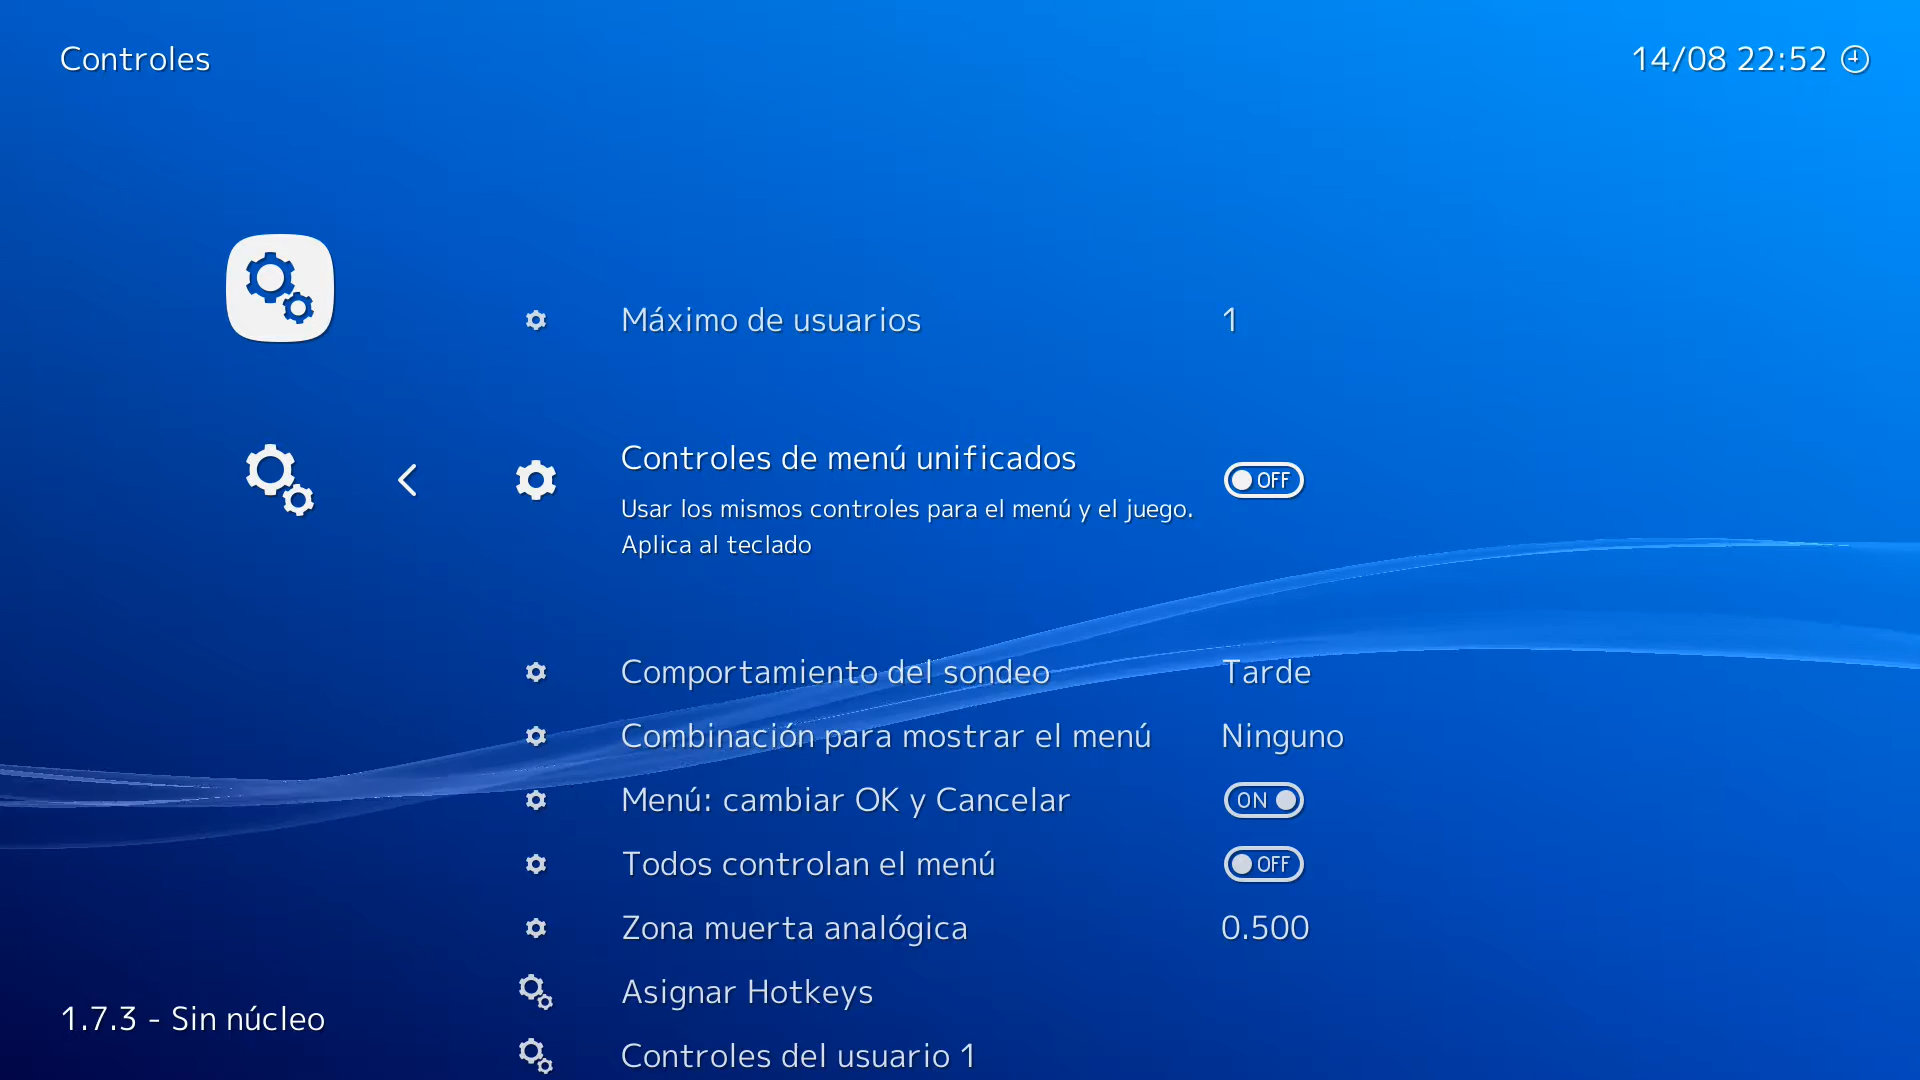 Controles
14/08 22:52
Máximo de usuarios 1
Controles de menú unificados OFF
Usar los mismos controles para el menú y el juego.
Aplica al teclado
Comportamiento del sondeo Tarde
Combinación para mostrar el menú Ninguno
Menú: cambiar OK y Cancelar ON
Todos controlan el menú OFF
Zona muerta analógica 0.500
Asignar Hotkeys
Controles del usuario 1
1.7.3 - Sin núcleo